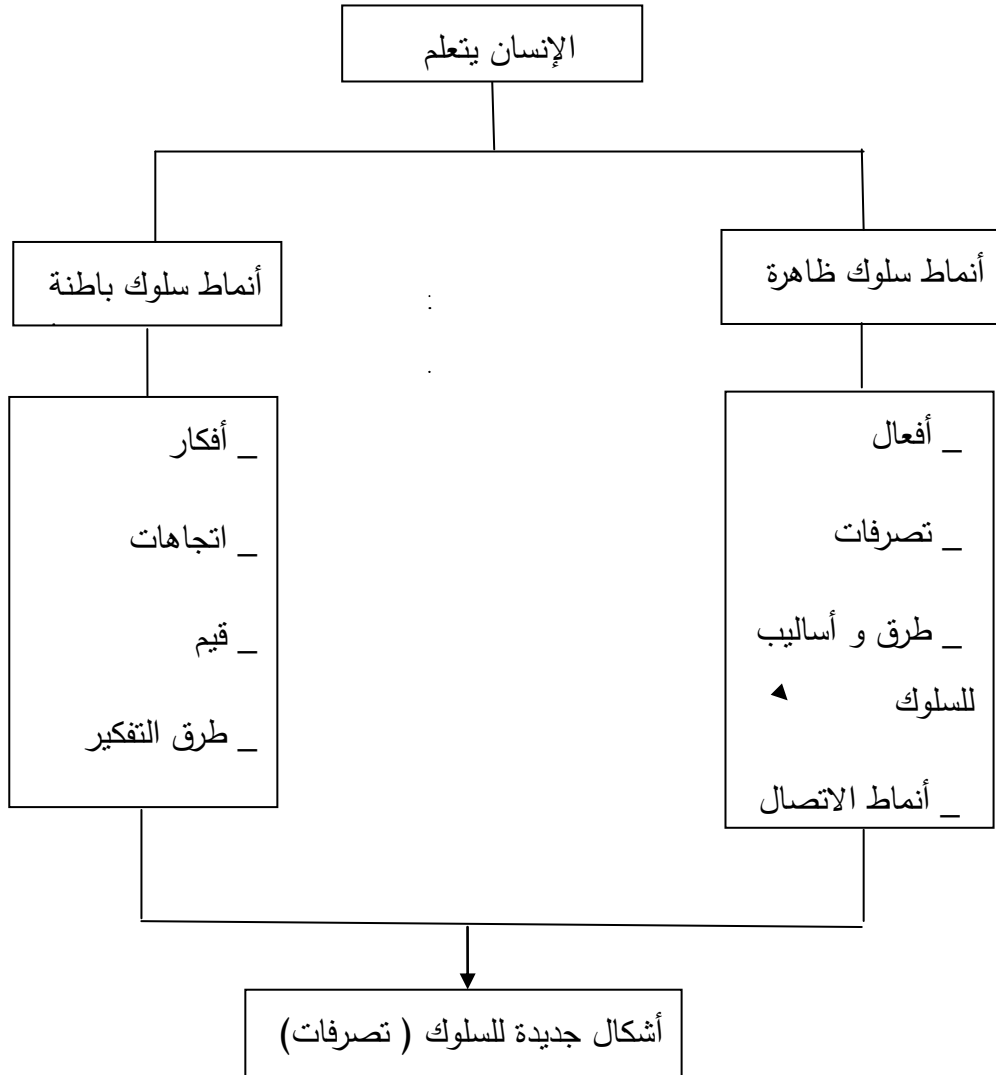 الإنسان يتعلم
أنماط سلوك ظاهرة
أنماط سلوك باطنة
_ أفعال
_ تصرفات
_ طرق و أساليب
للسلوك
_ أنماط الاتصال
_ أفكار
_ اتجاهات
_ قيم
_ طرق التفكير
أشكال جديدة للسلوك ( تصرفات)